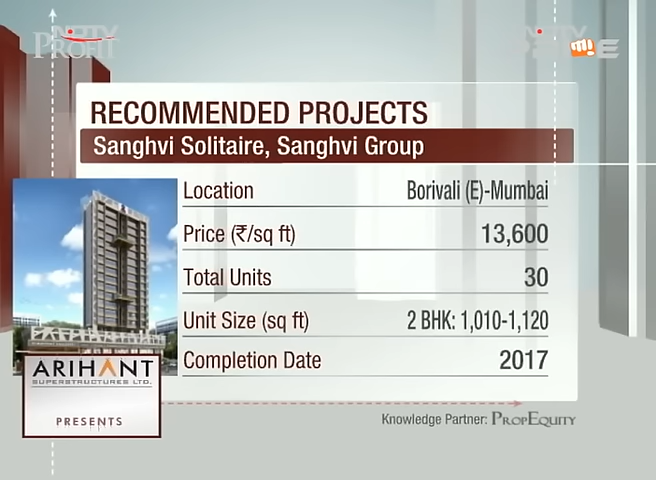 NDTV
PROFIT
NDTV
PRIME
RECOMMENDED PROJECTS
Sanghvi Solitaire, Sanghvi Group
Location Borivali (E)-Mumbai
Price (₹/sq ft) 13,600
Total Units 30
Unit Size (sq ft) 2 BHK: 1,010-1,120
Completion Date 2017
ARIHANT
SUPERSTRUCTURES LTD.
PRESENTS
Knowledge Partner: PROPEQUITY